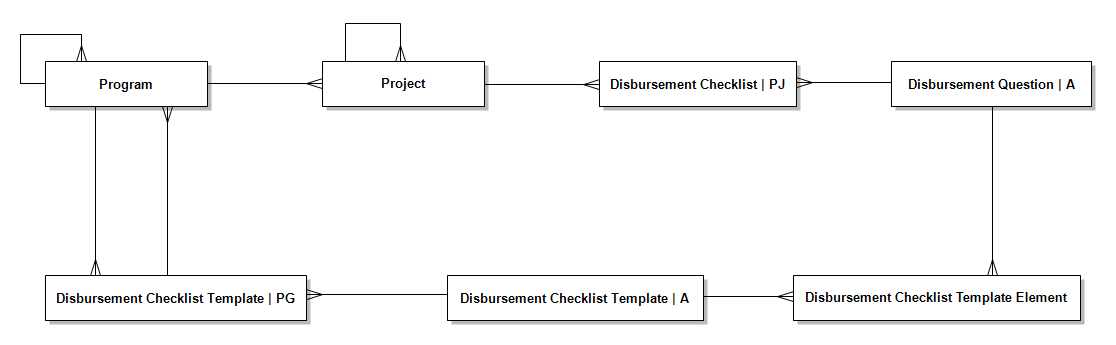 Program
Project
Disbursement Checklist | PJ
Disbursement Question | A
Disbursement Checklist Template | PG
Disbursement Checklist Template | A
Disbursement Checklist Template Element